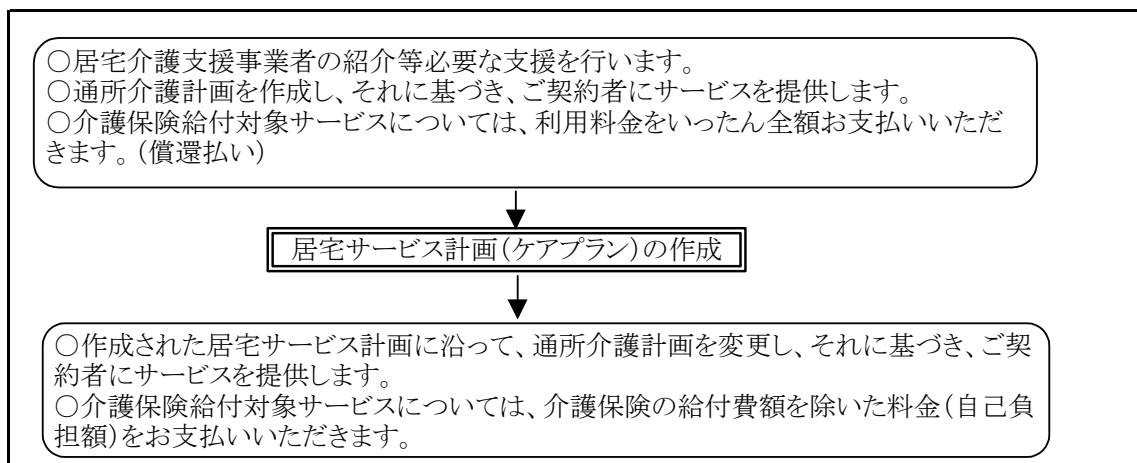 ○居宅介護支援事業者の紹介等必要な支援を行います。
○通所介護計画を作成し、それに基づき、ご契約者にサービスを提供します。
○介護保険給付対象サービスについては、利用料金をいったん全額お支払いいただ
きます。(償還払い)
居宅サービス計画(ケアプラン)の作成
○作成された居宅サービス計画に沿って、通所介護計画を変更し、それに基づき、ご契
約者にサービスを提供します。
○介護保険給付対象サービスについては、介護保険の給付費額を除いた料金(自己負
担額)をお支払いいただきます。